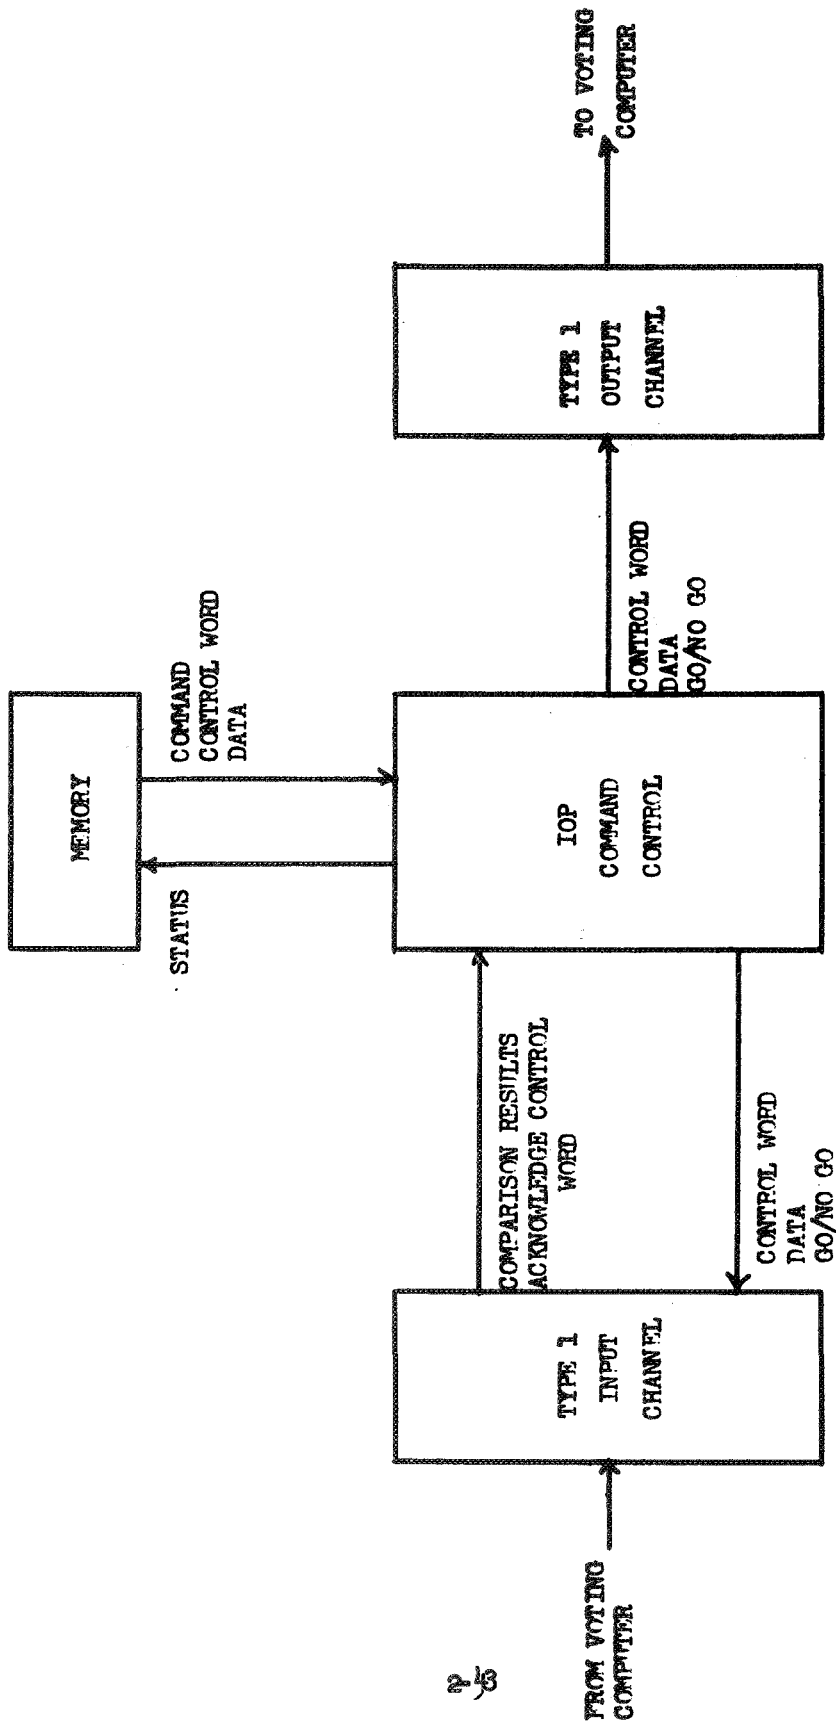 MEMORY
STATUS
COMMAND
CONTROL WORD
DATA
FROM VOTING
COMPUTER
TYPE 1
INPUT
CHANNEL
COMPARISON RESULTS
ACKNOWLEDGE CONTROL
WORD
CONTROL WORD
DATA
GO/NO GO
IOP
COMMAND
CONTROL
CONTROL WORD
DATA
GO/NO GO
TYPE 1
OUTPUT
CHANNEL
TO VOTING
COMPUTER